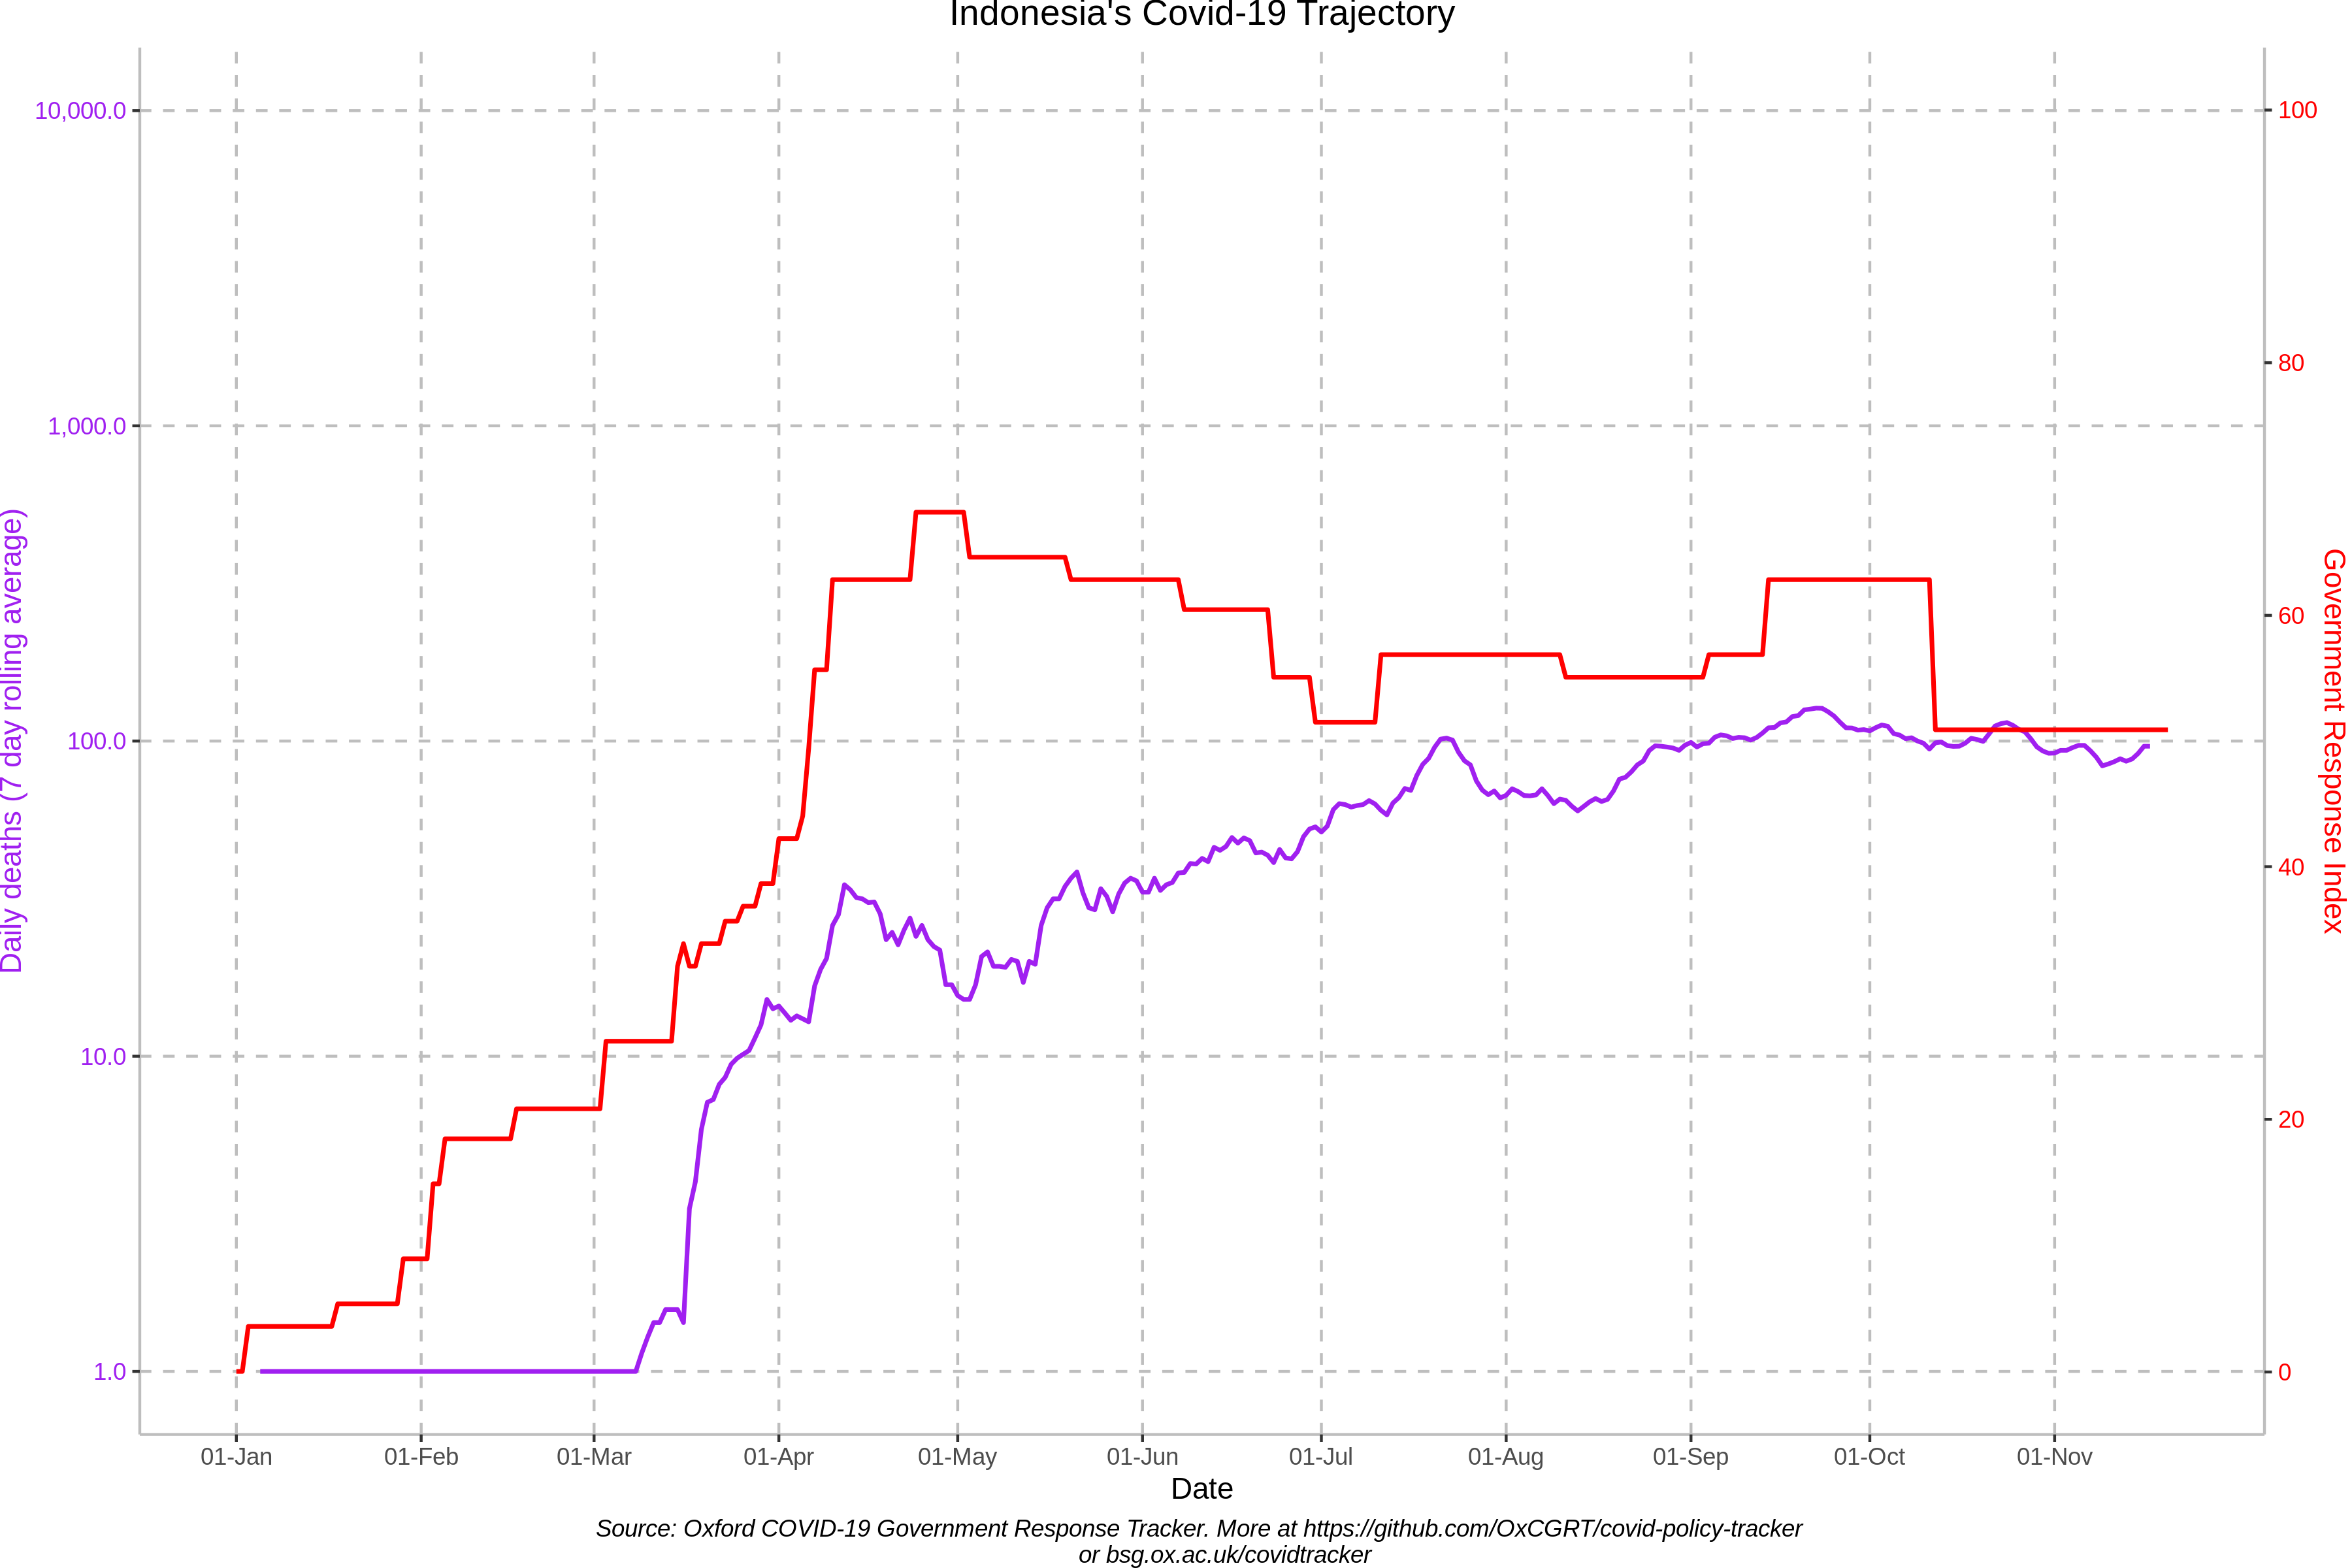 Indonesia's Covid-19 Trajectory
10,000.0
1,000.0
100.0
10.0
1.0
Daily deaths (7 day rolling average)
100
80
60
40
20
0
Government Response Index
01-Jan
01-Feb
01-Mar
01-Apr
01-May
01-Jun
01-Jul
01-Aug
01-Sep
01-Oct
01-Nov
Date
Source: Oxford COVID-19 Government Response Tracker. More at https://github.com/OxCGRT/covid-policy-tracker
or bsg.ox.ac.uk/covidtracker